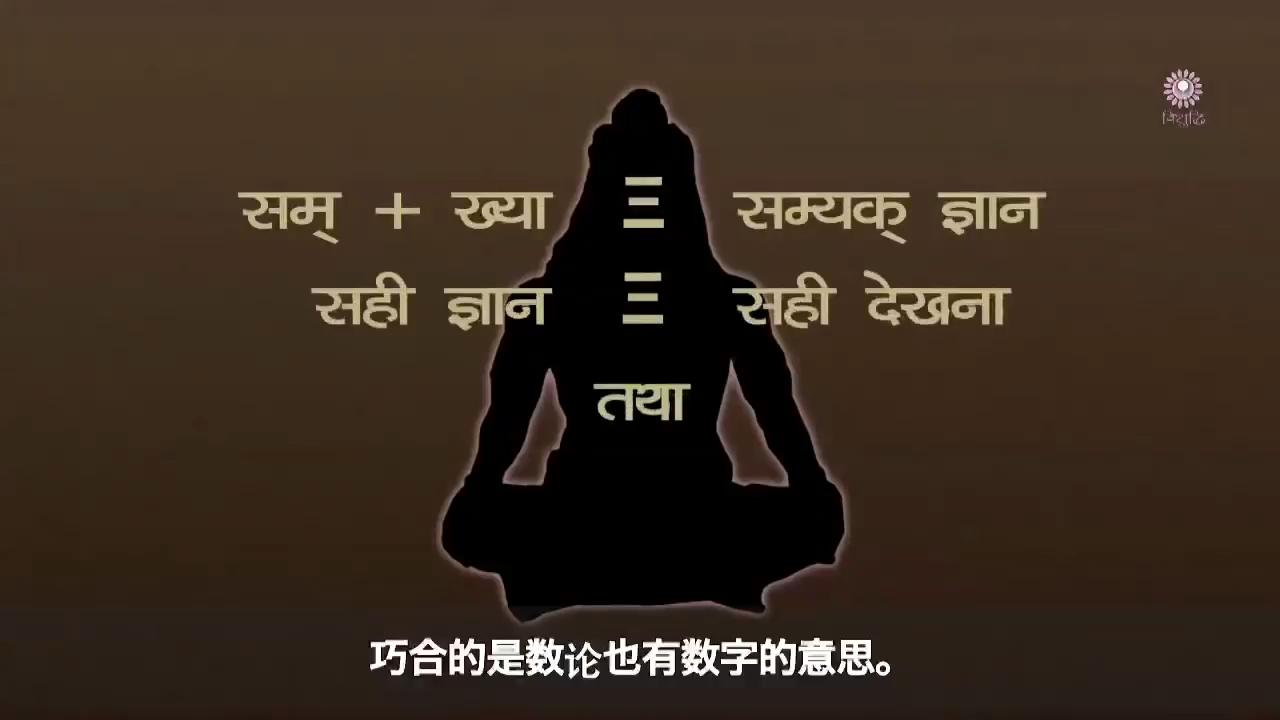 विशुद्धि
सम् + ख्या Ξ सम्यक् ज्ञान
सही ज्ञान Ξ सही देखना
तथा
巧合的是数论也有数字的意思。